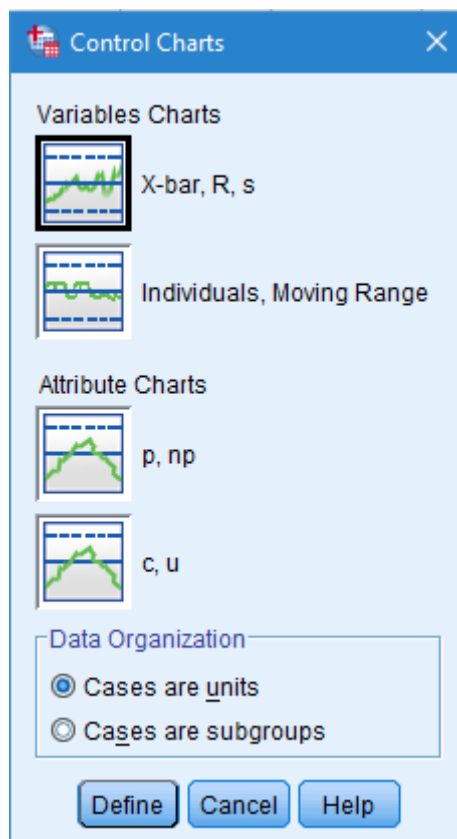 Control Charts
Variables Charts
X-bar, R, s
Individuals, Moving Range
Attribute Charts
p, np
c, u
Data Organization
Cases are units
Cases are subgroups
Define Cancel Help